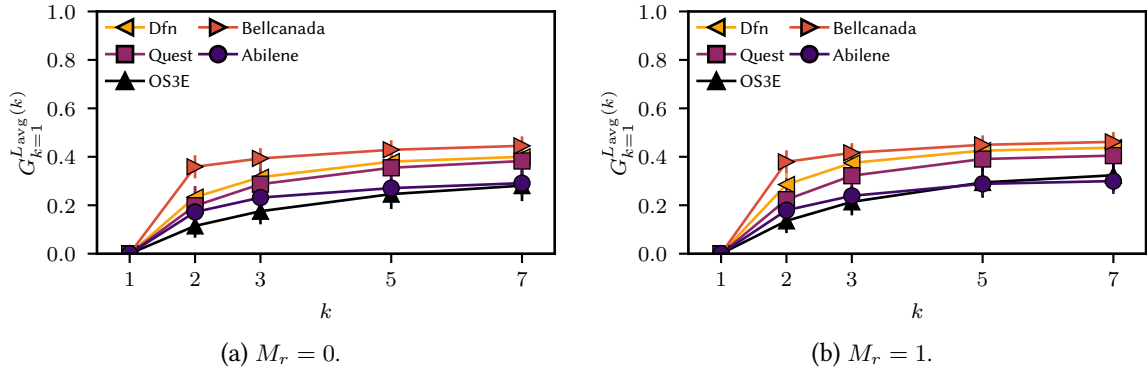 1.0
0.8
0.6
0.4
0.2
0.0
G_{k=1}^{L_{avg}(k)}
Dfn
Bellcanada
Quest
Abilene
OS3E
1 2 3 5 7
k
(a) M_r = 0.
1.0
0.8
0.6
0.4
0.2
0.0
G_{k=1}^{L_{avg}(k)}
Dfn
Bellcanada
Quest
Abilene
OS3E
1 2 3 5 7
k
(b) M_r = 1.